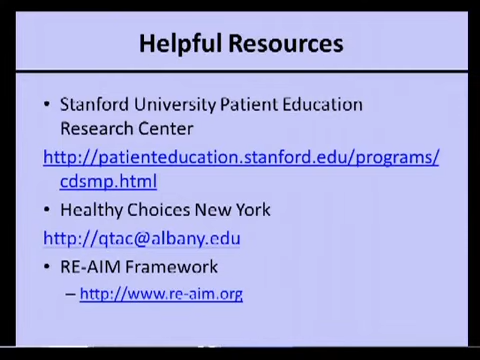 Helpful Resources
• Stanford University Patient Education
Research Center
http://patienteducation.stanford.edu/programs/
cdsmp.html
• Healthy Choices New York
http://qtac@albany.edu
• RE-AIM Framework
– http://www.re-aim.org